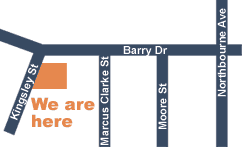 Northbourne Ave
Barry Dr
Kingsley St
Marcus Clarke St
Moore St
We are
here